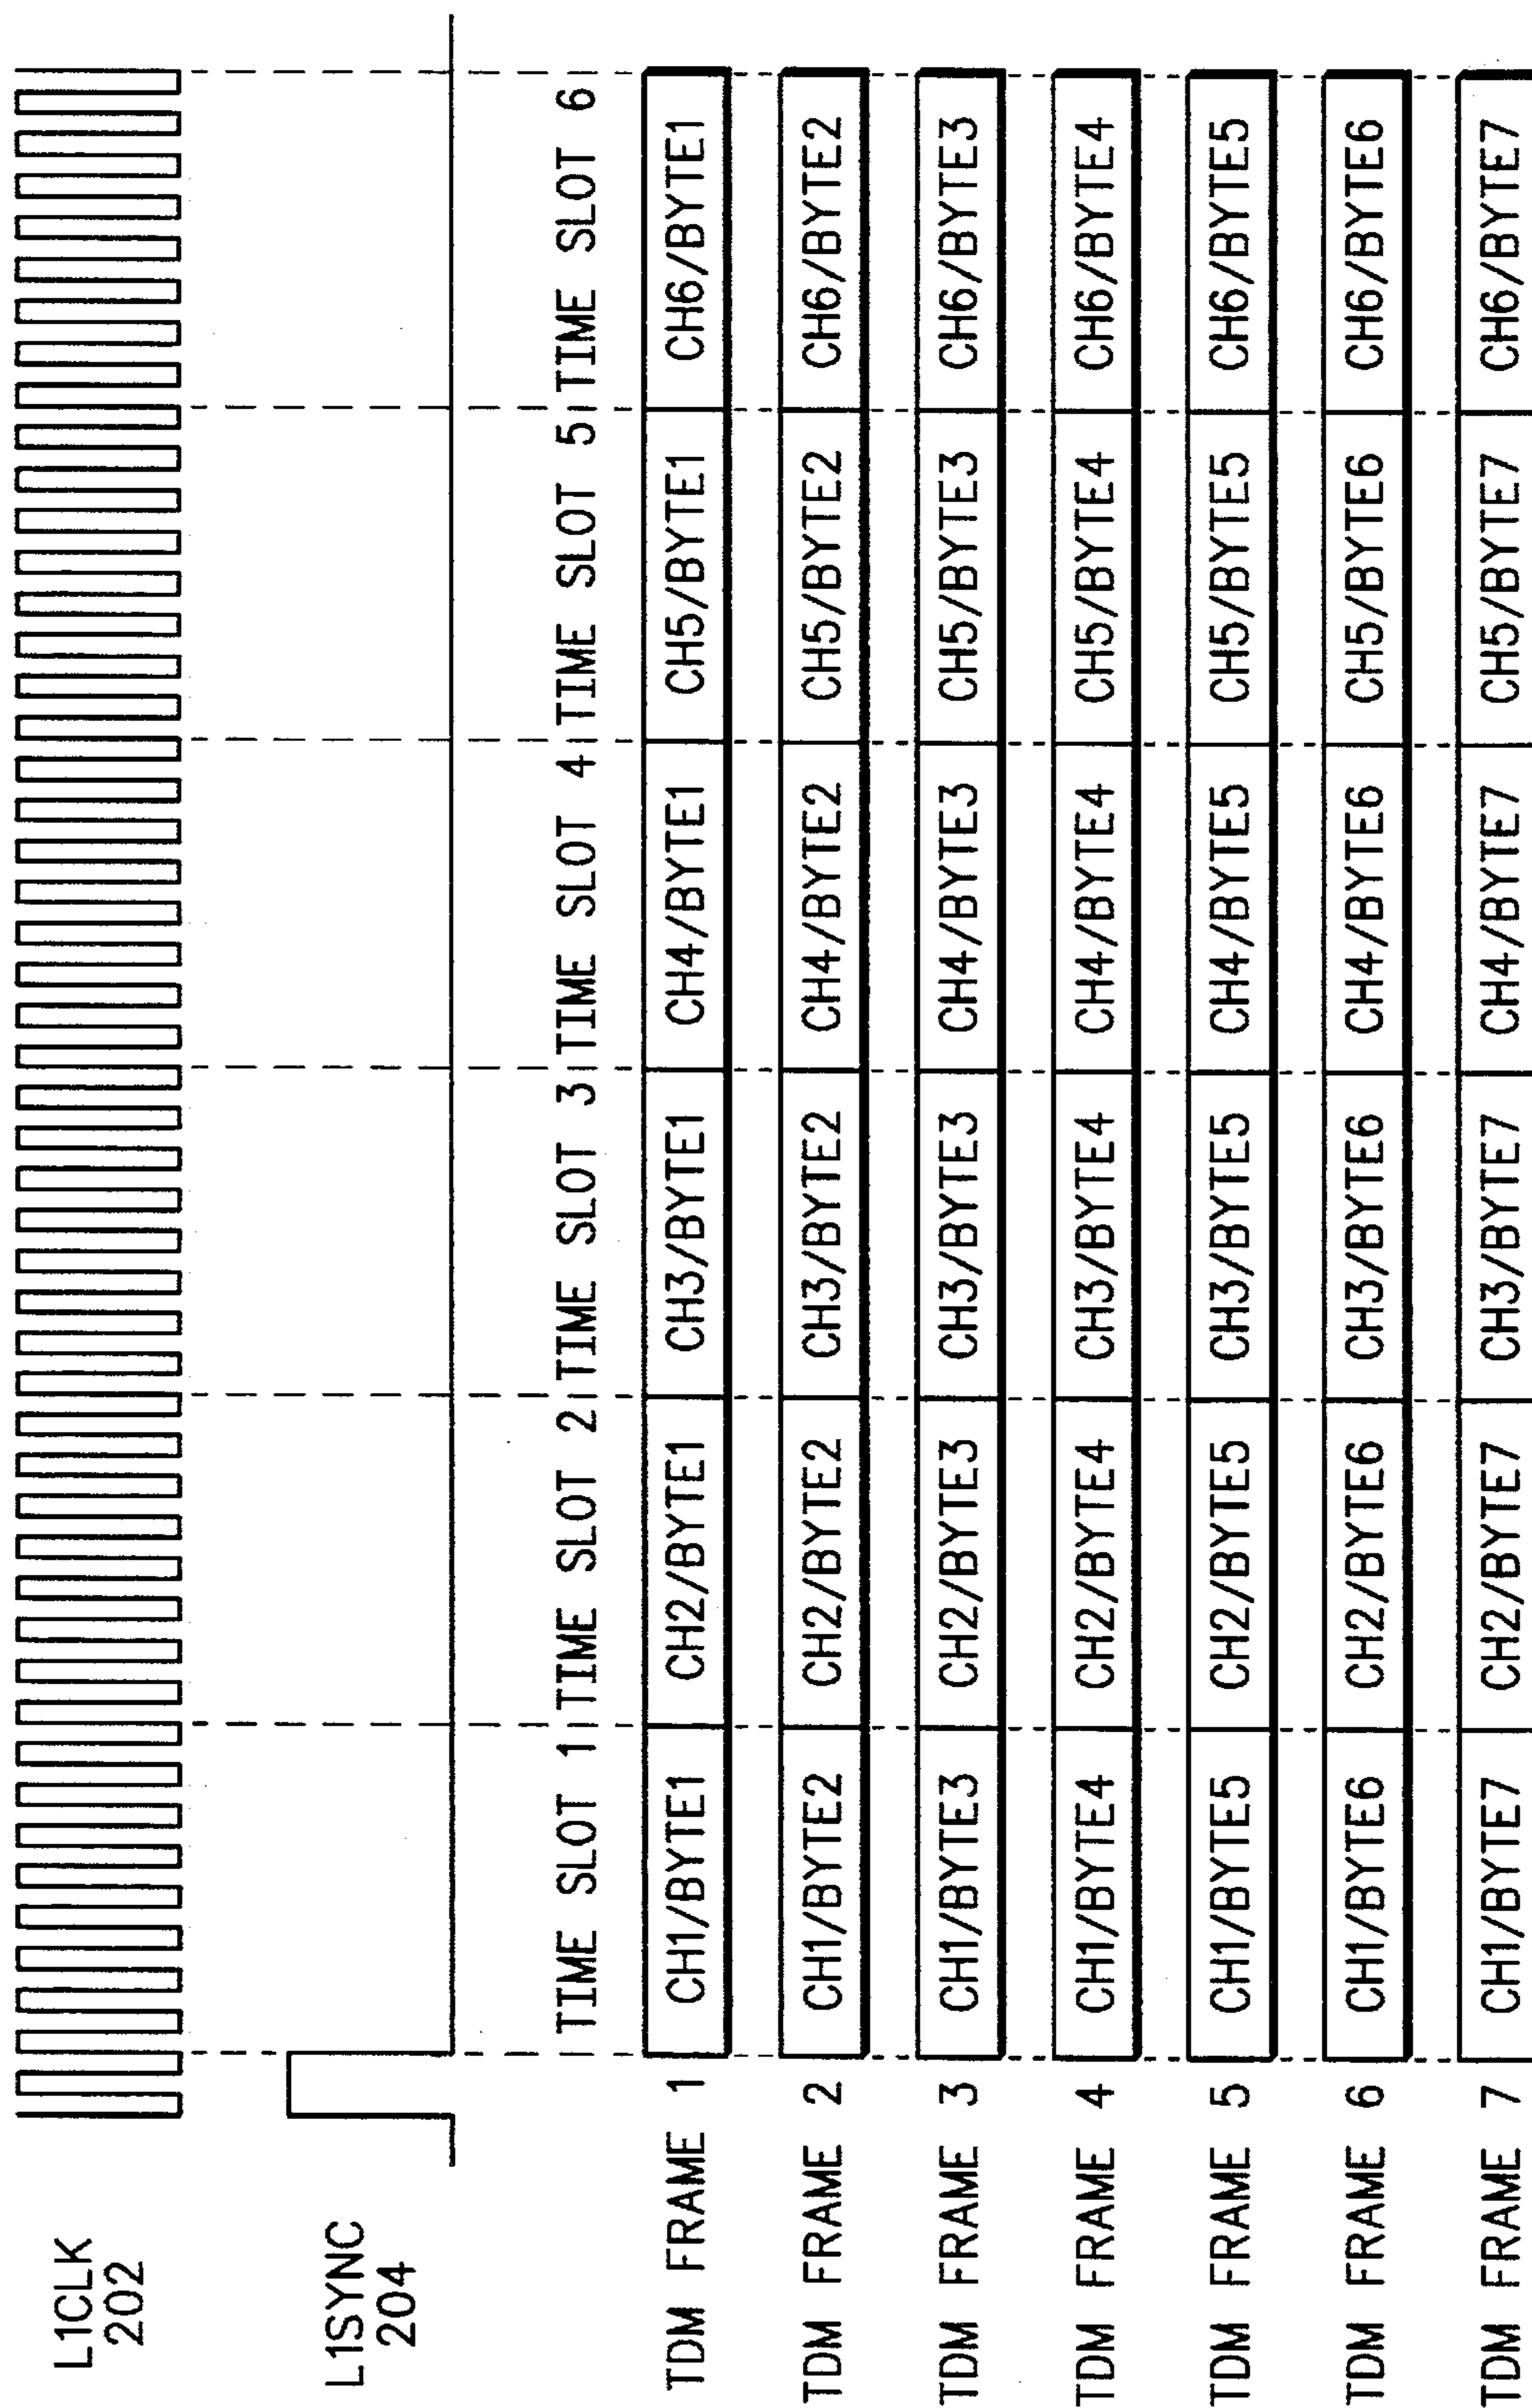 L1CLK
202
L1SYNC
204
TIME SLOT 1 TIME SLOT 2 TIME SLOT 3 TIME SLOT 4 TIME SLOT 5 TIME SLOT 6
TDM FRAME 1 CH1/BYTE1 CH2/BYTE1 CH3/BYTE1 CH4/BYTE1 CH5/BYTE1 CH6/BYTE1
TDM FRAME 2 CH1/BYTE2 CH2/BYTE2 CH3/BYTE2 CH4/BYTE2 CH5/BYTE2 CH6/BYTE2
TDM FRAME 3 CH1/BYTE3 CH2/BYTE3 CH3/BYTE3 CH4/BYTE3 CH5/BYTE3 CH6/BYTE3
TDM FRAME 4 CH1/BYTE4 CH2/BYTE4 CH3/BYTE4 CH4/BYTE4 CH5/BYTE4 CH6/BYTE4
TDM FRAME 5 CH1/BYTE5 CH2/BYTE5 CH3/BYTE5 CH4/BYTE5 CH5/BYTE5 CH6/BYTE5
TDM FRAME 6 CH1/BYTE6 CH2/BYTE6 CH3/BYTE6 CH4/BYTE6 CH5/BYTE6 CH6/BYTE6
TDM FRAME 7 CH1/BYTE7 CH2/BYTE7 CH3/BYTE7 CH4/BYTE7 CH5/BYTE7 CH6/BYTE7